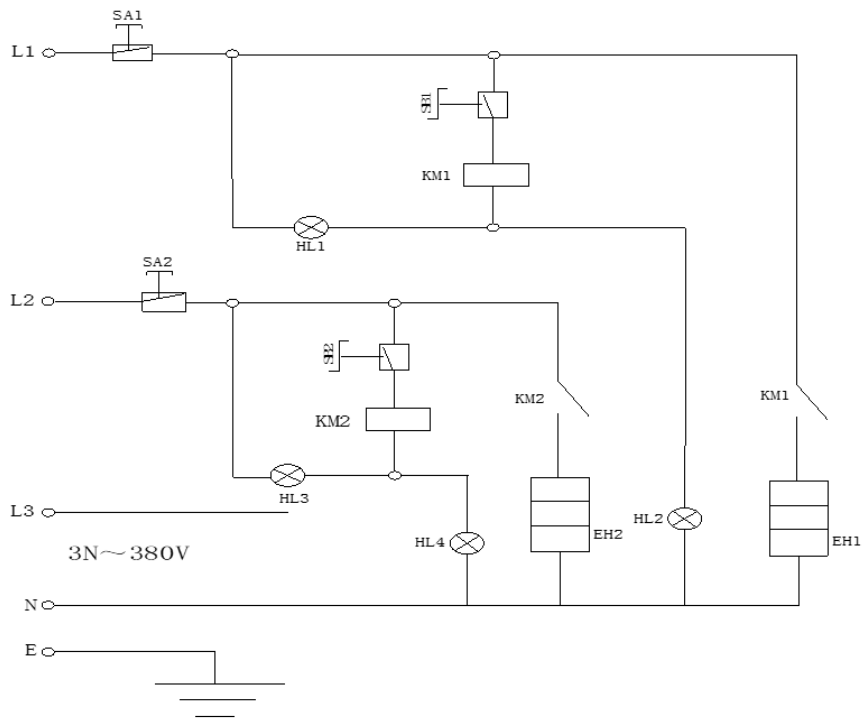 SA1
L1
SB1
KM1
HL1
SA2
L2
SB2
KM2
KM1
KM2
HL3
L3
HL4
EH2
HL2
EH1
3N～380V
N
E